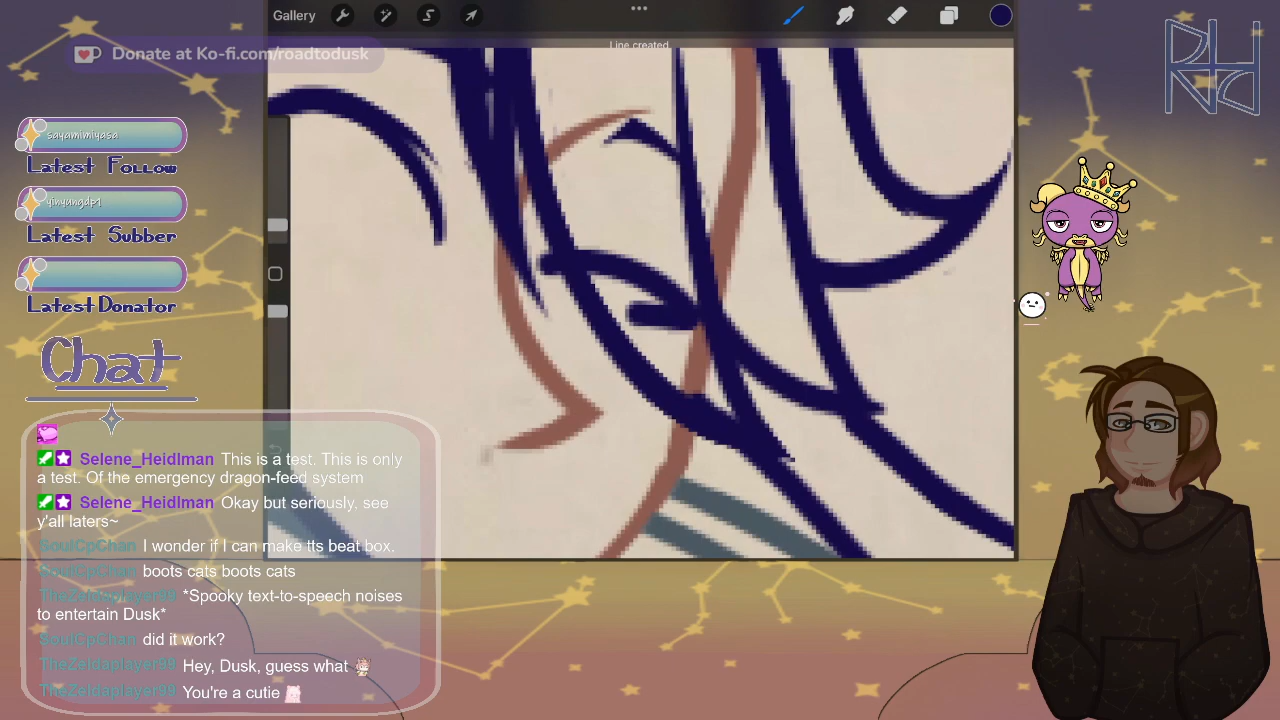 Gallery
Line created
Donate at Ko-fi.com/roadtodusk
sayamimiyasa
Latest Follow
yinyangdp1
Latest Subber
Latest Donator
Chat
Selene_Heidlman This is a test. This is only
a test. Of the emergency dragon-feed system
Selene_Heidlman Okay but seriously. see
y'all laters~
SoulCpChan I wonder if I can make tts beat box.
SoulCpChan boots cats boots cats
TheZeldaplayer99 *Spooky text-to-speech noises
to entertain Dusk*
SoulCpChan did it work?
TheZeldaplayer99 Hey, Dusk, guess what
TheZeldaplayer99 You're a cutie